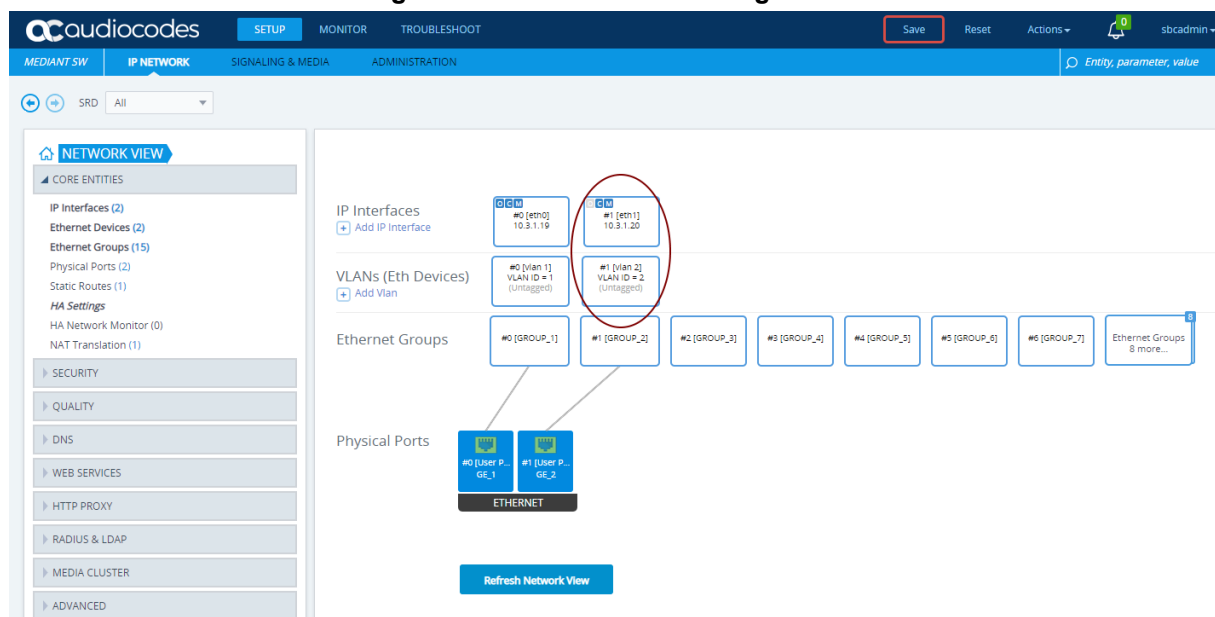 audiocodes SETUP MONITOR TROUBLESHOOT Save Reset Actions 0 sbcadmin
MEDIANT SW IP NETWORK SIGNALING & MEDIA ADMINISTRATION Entity, parameter, value
SRD All
NETWORK VIEW
CORE ENTITIES
IP Interfaces (2)
Ethernet Devices (2)
Ethernet Groups (15)
Physical Ports (2)
Static Routes (1)
HA Settings
HA Network Monitor (0)
NAT Translation (1)
SECURITY
QUALITY
DNS
WEB SERVICES
HTTP PROXY
RADIUS & LDAP
MEDIA CLUSTER
ADVANCED
IP Interfaces
+ Add IP Interface
O C M
#0 [eth0]
10.3.1.19
O C M
#1 [eth1]
10.3.1.20
VLANs (Eth Devices)
+ Add Vlan
#0 [vlan 1]
VLAN ID = 1
(Untagged)
#1 [vlan 2]
VLAN ID = 2
(Untagged)
Ethernet Groups
#0 [GROUP_1]
#1 [GROUP_2]
#2 [GROUP_3]
#3 [GROUP_4]
#4 [GROUP_5]
#5 [GROUP_6]
#6 [GROUP_7]
8
Ethernet Groups
8 more...
Physical Ports
#0 [User P...
GE_1
#1 [User P...
GE_2
ETHERNET
Refresh Network View